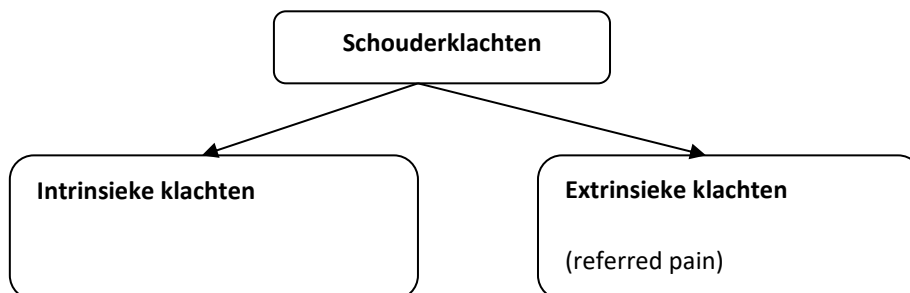 Schouderklachten
Intrinsieke klachten
Extrinsieke klachten
(referred pain)